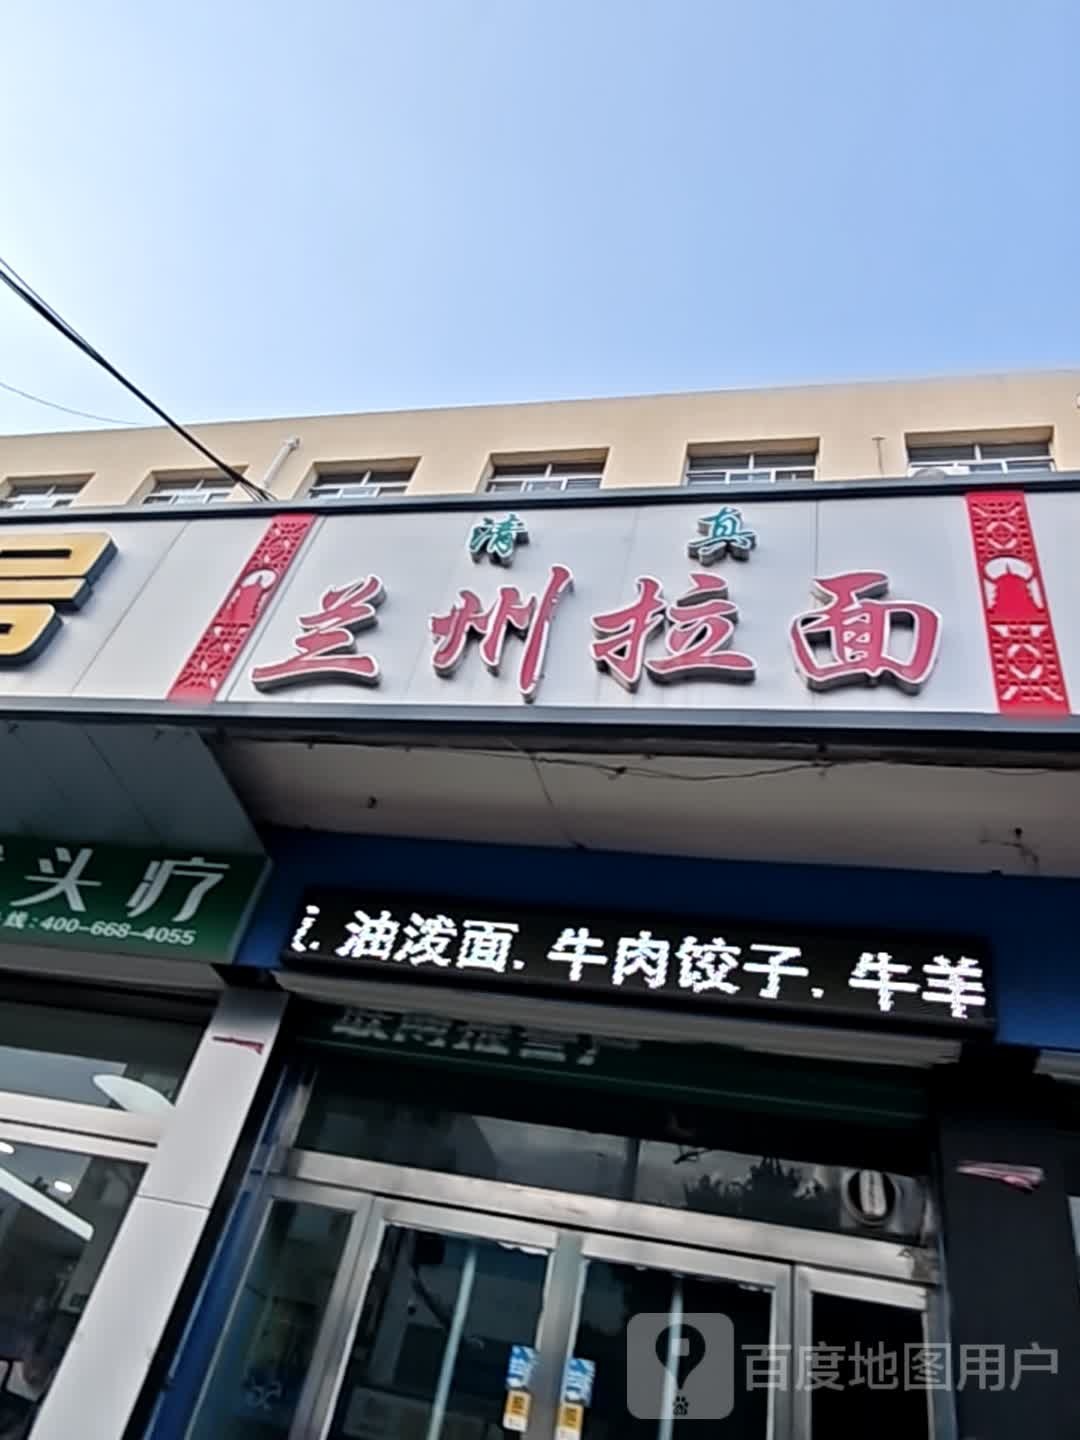 清真
兰州拉面
头疗
线:400-668-4055
油泼面.牛肉饺子.牛羊
百度地图用户